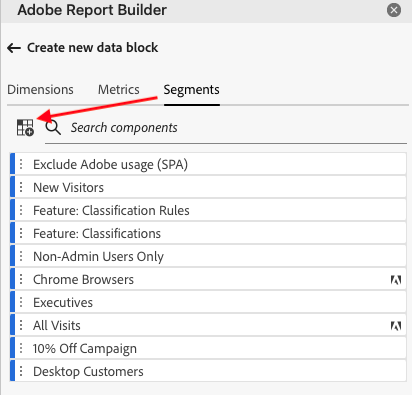 Adobe Report Builder
Create new data block
Dimensions Metrics Segments
Search components
Exclude Adobe usage (SPA)
New Visitors
Feature: Classification Rules
Feature: Classifications
Non-Admin Users Only
Chrome Browsers
Executives
All Visits
10% Off Campaign
Desktop Customers